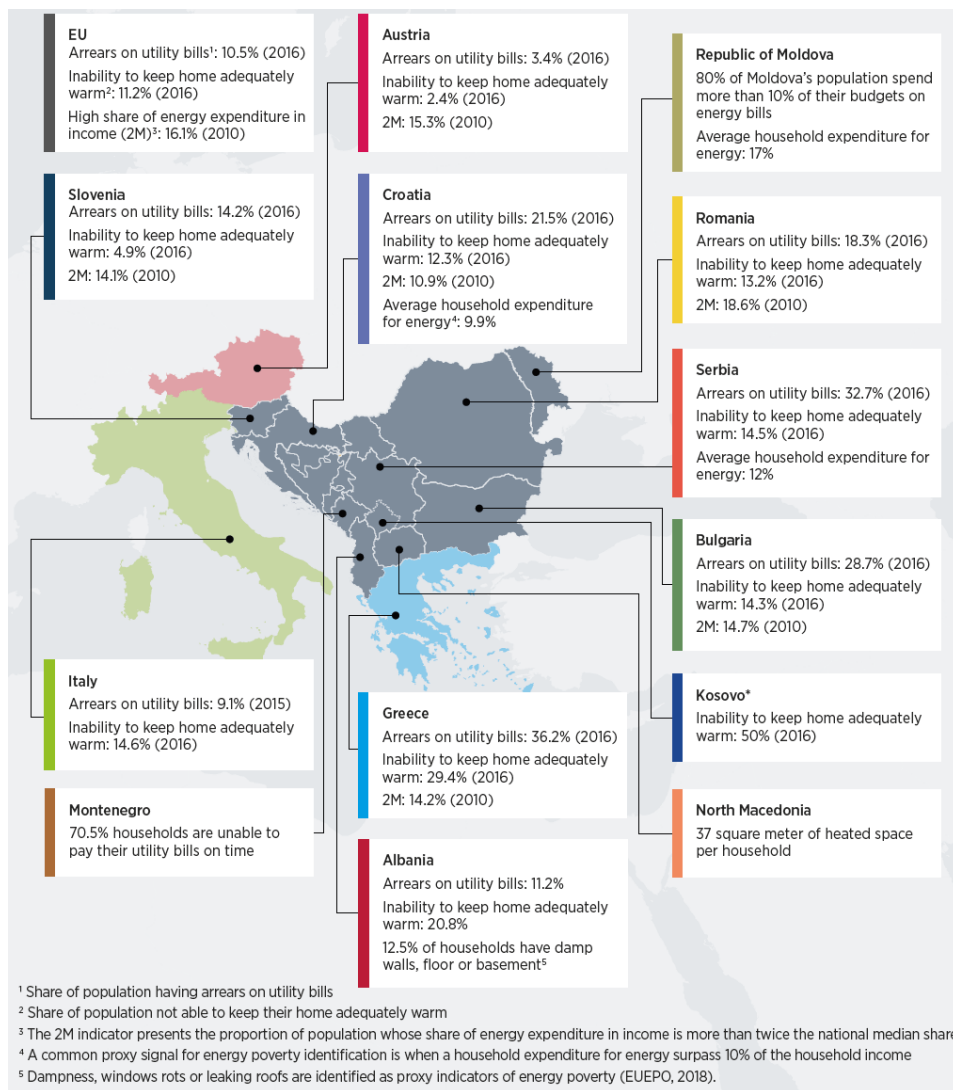 EU
Arrears on utility bills¹: 10.5% (2016)
Inability to keep home adequately
warm²: 11.2% (2016)
High share of energy expenditure in
income (2M)³: 16.1% (2010)
Austria
Arrears on utility bills: 3.4% (2016)
Inability to keep home adequately
warm: 2.4% (2016)
2M: 15.3% (2010)
Republic of Moldova
80% of Moldova's population spend
more than 10% of their budgets on
energy bills
Average household expenditure for
energy: 17%
Slovenia
Arrears on utility bills: 14.2% (2016)
Inability to keep home adequately
warm: 4.9% (2016)
2M: 14.1% (2010)
Croatia
Arrears on utility bills: 21.5% (2016)
Inability to keep home adequately
warm: 12.3% (2016)
2M: 10.9% (2010)
Average household expenditure
for energy⁴: 9.9%
Romania
Arrears on utility bills: 18.3% (2016)
Inability to keep home adequately
warm: 13.2% (2016)
2M: 18.6% (2010)
Serbia
Arrears on utility bills: 32.7% (2016)
Inability to keep home adequately
warm: 14.5% (2016)
Average household expenditure for
energy: 12%
Bulgaria
Arrears on utility bills: 28.7% (2016)
Inability to keep home adequately
warm: 14.3% (2016)
2M: 14.7% (2010)
Italy
Arrears on utility bills: 9.1% (2015)
Inability to keep home adequately
warm: 14.6% (2016)
Greece
Arrears on utility bills: 36.2% (2016)
Inability to keep home adequately
warm: 29.4% (2016)
2M: 14.2% (2010)
Kosovo*
Inability to keep home adequately
warm: 50% (2016)
Montenegro
70.5% households are unable to
pay their utility bills on time
North Macedonia
37 square meter of heated space
per household
Albania
Arrears on utility bills: 11.2%
Inability to keep home adequately
warm: 20.8%
12.5% of households have damp
walls, floor or basement⁵
¹ Share of population having arrears on utility bills
² Share of population not able to keep their home adequately warm
³ The 2M indicator presents the proportion of population whose share of energy expenditure in income is more than twice the national median share
⁴ A common proxy signal for energy poverty identification is when a household expenditure for energy surpass 10% of the household income
⁵ Dampness, windows rots or leaking roofs are identified as proxy indicators of energy poverty (EUEPO, 2018).